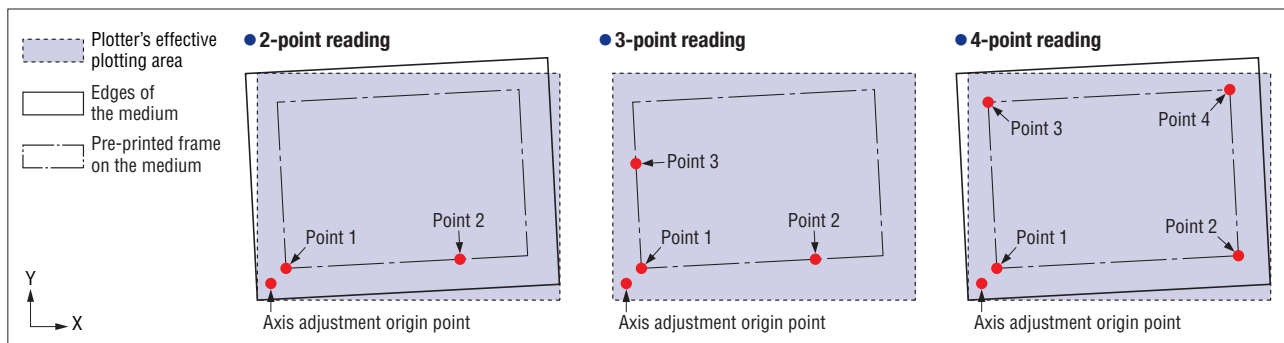 Plotter's effective
plotting area
Edges of
the medium
Pre-printed frame
on the medium
Y
X
● 2-point reading
Point 1
Point 2
Axis adjustment origin point
● 3-point reading
Point 3
Point 1
Point 2
Axis adjustment origin point
● 4-point reading
Point 3
Point 4
Point 1
Point 2
Axis adjustment origin point